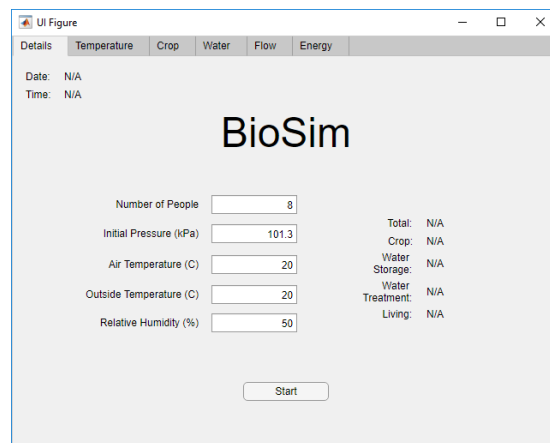 UI Figure
Details Temperature Crop Water Flow Energy
Date: N/A
Time: N/A
BioSim
Number of People 8
Initial Pressure (kPa) 101.3
Air Temperature (C) 20
Outside Temperature (C) 20
Relative Humidity (%) 50
Total: N/A
Crop: N/A
Water
Storage: N/A
Water
Treatment: N/A
Living: N/A
Start